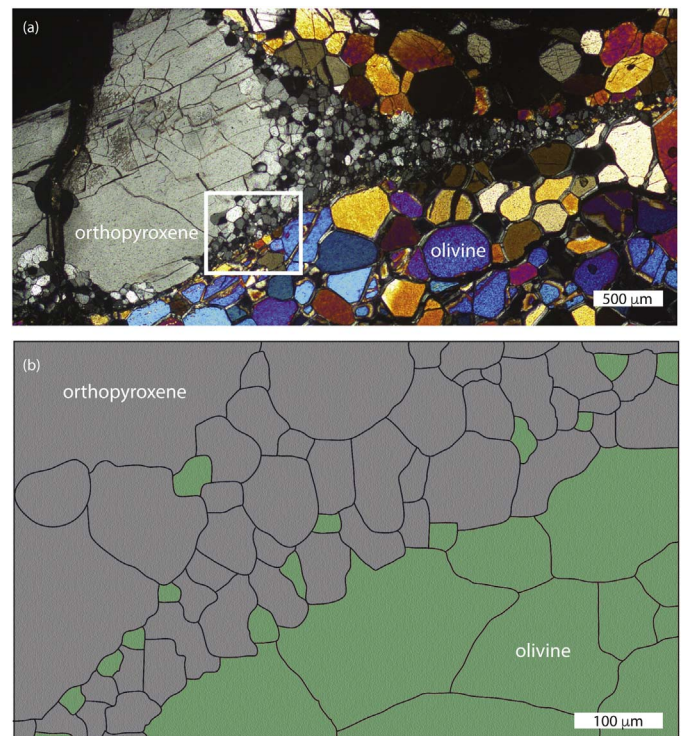 (a)
orthopyroxene
olivine
500 μm
(b)
orthopyroxene
olivine
100 μm